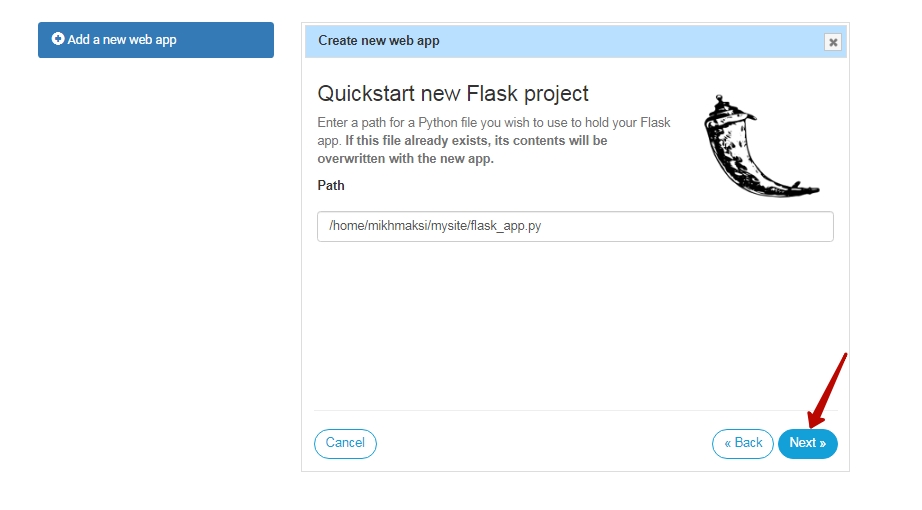 Add a new web app
Create new web app
Quickstart new Flask project
Enter a path for a Python file you wish to use to hold your Flask
app. If this file already exists, its contents will be
overwritten with the new app.
Path
/home/mikhmaksi/mysite/flask_app.py
Cancel
« Back
Next »